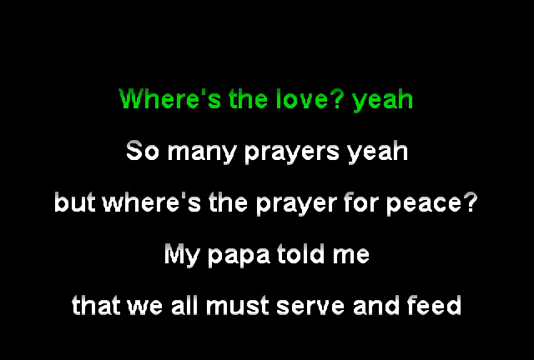 Where's the love? yeah
So many prayers yeah
but where's the prayer for peace?
My papa told me
that we all must serve and feed